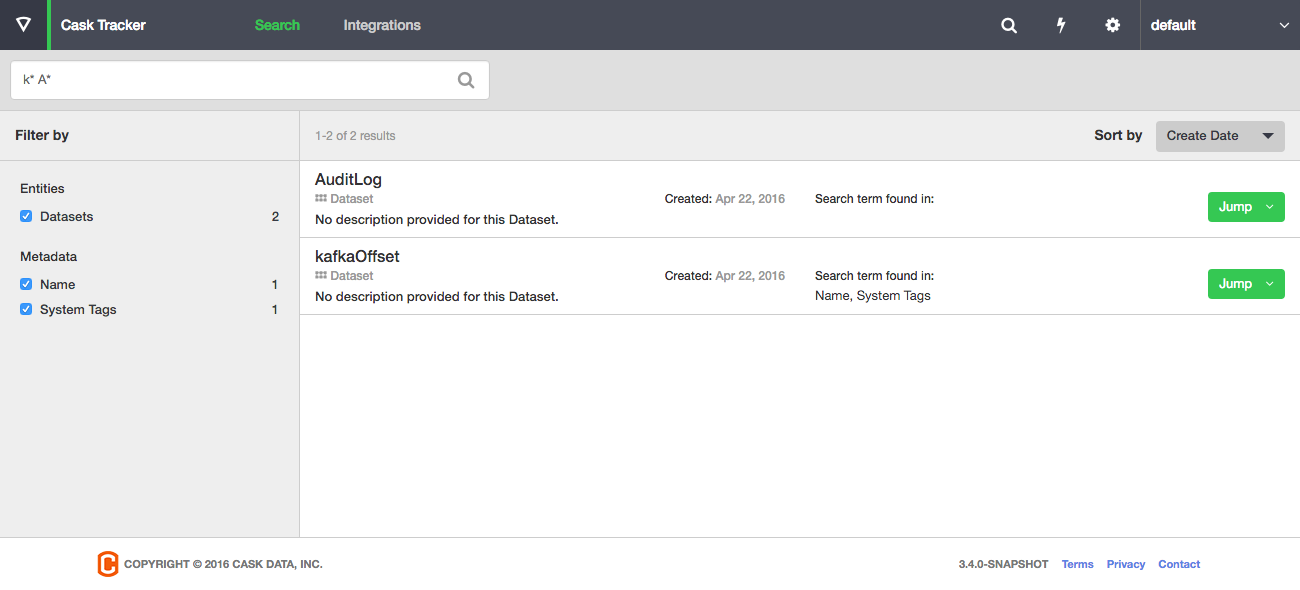 Cask Tracker Search Integrations default
k* A*
Filter by
1-2 of 2 results
Sort by Create Date
Entities
Datasets 2
Metadata
Name 1
System Tags 1
AuditLog
Dataset
No description provided for this Dataset.
Created: Apr 22, 2016
Search term found in:
Jump
kafkaOffset
Dataset
No description provided for this Dataset.
Created: Apr 22, 2016
Search term found in:
Name, System Tags
Jump
COPYRIGHT © 2016 CASK DATA, INC.
3.4.0-SNAPSHOT Terms Privacy Contact